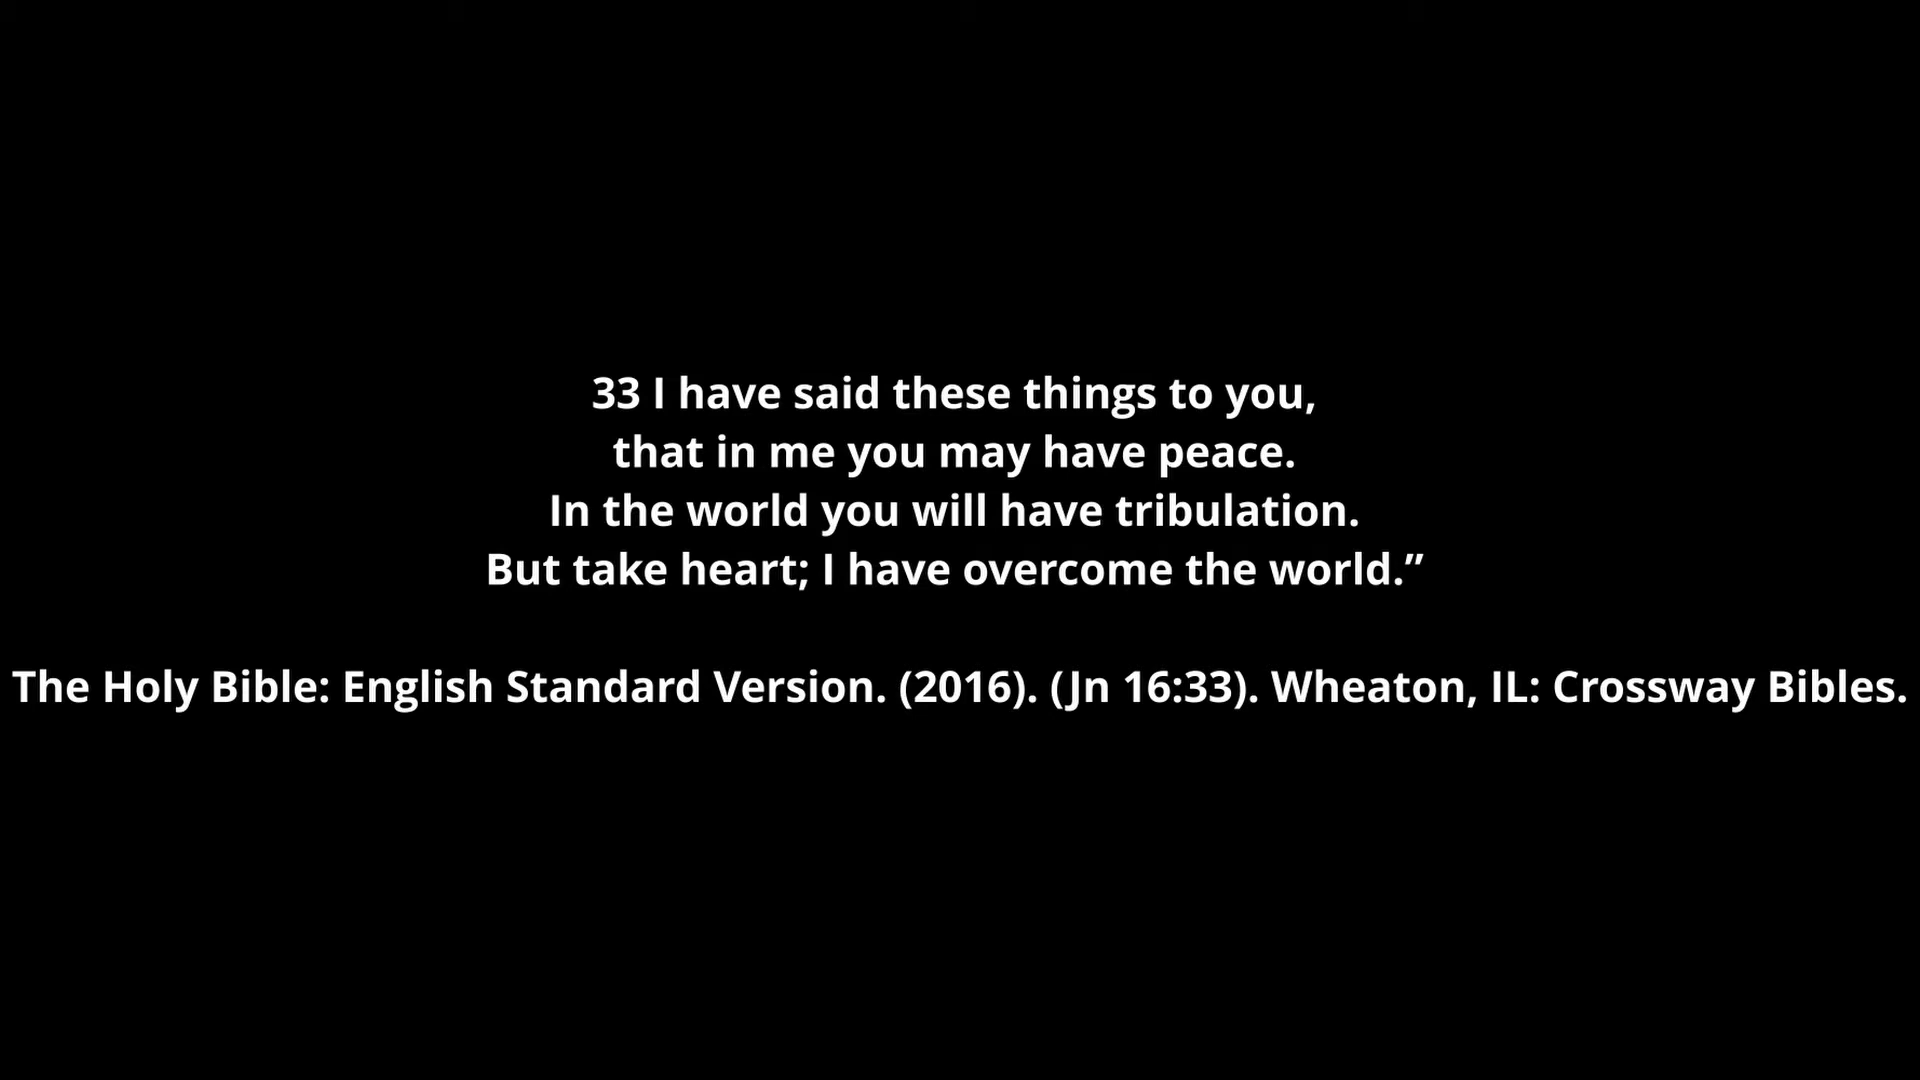 33 I have said these things to you,
that in me you may have peace.
In the world you will have tribulation.
But take heart; I have overcome the world.”
The Holy Bible: English Standard Version. (2016). (Jn 16:33). Wheaton, IL: Crossway Bibles.